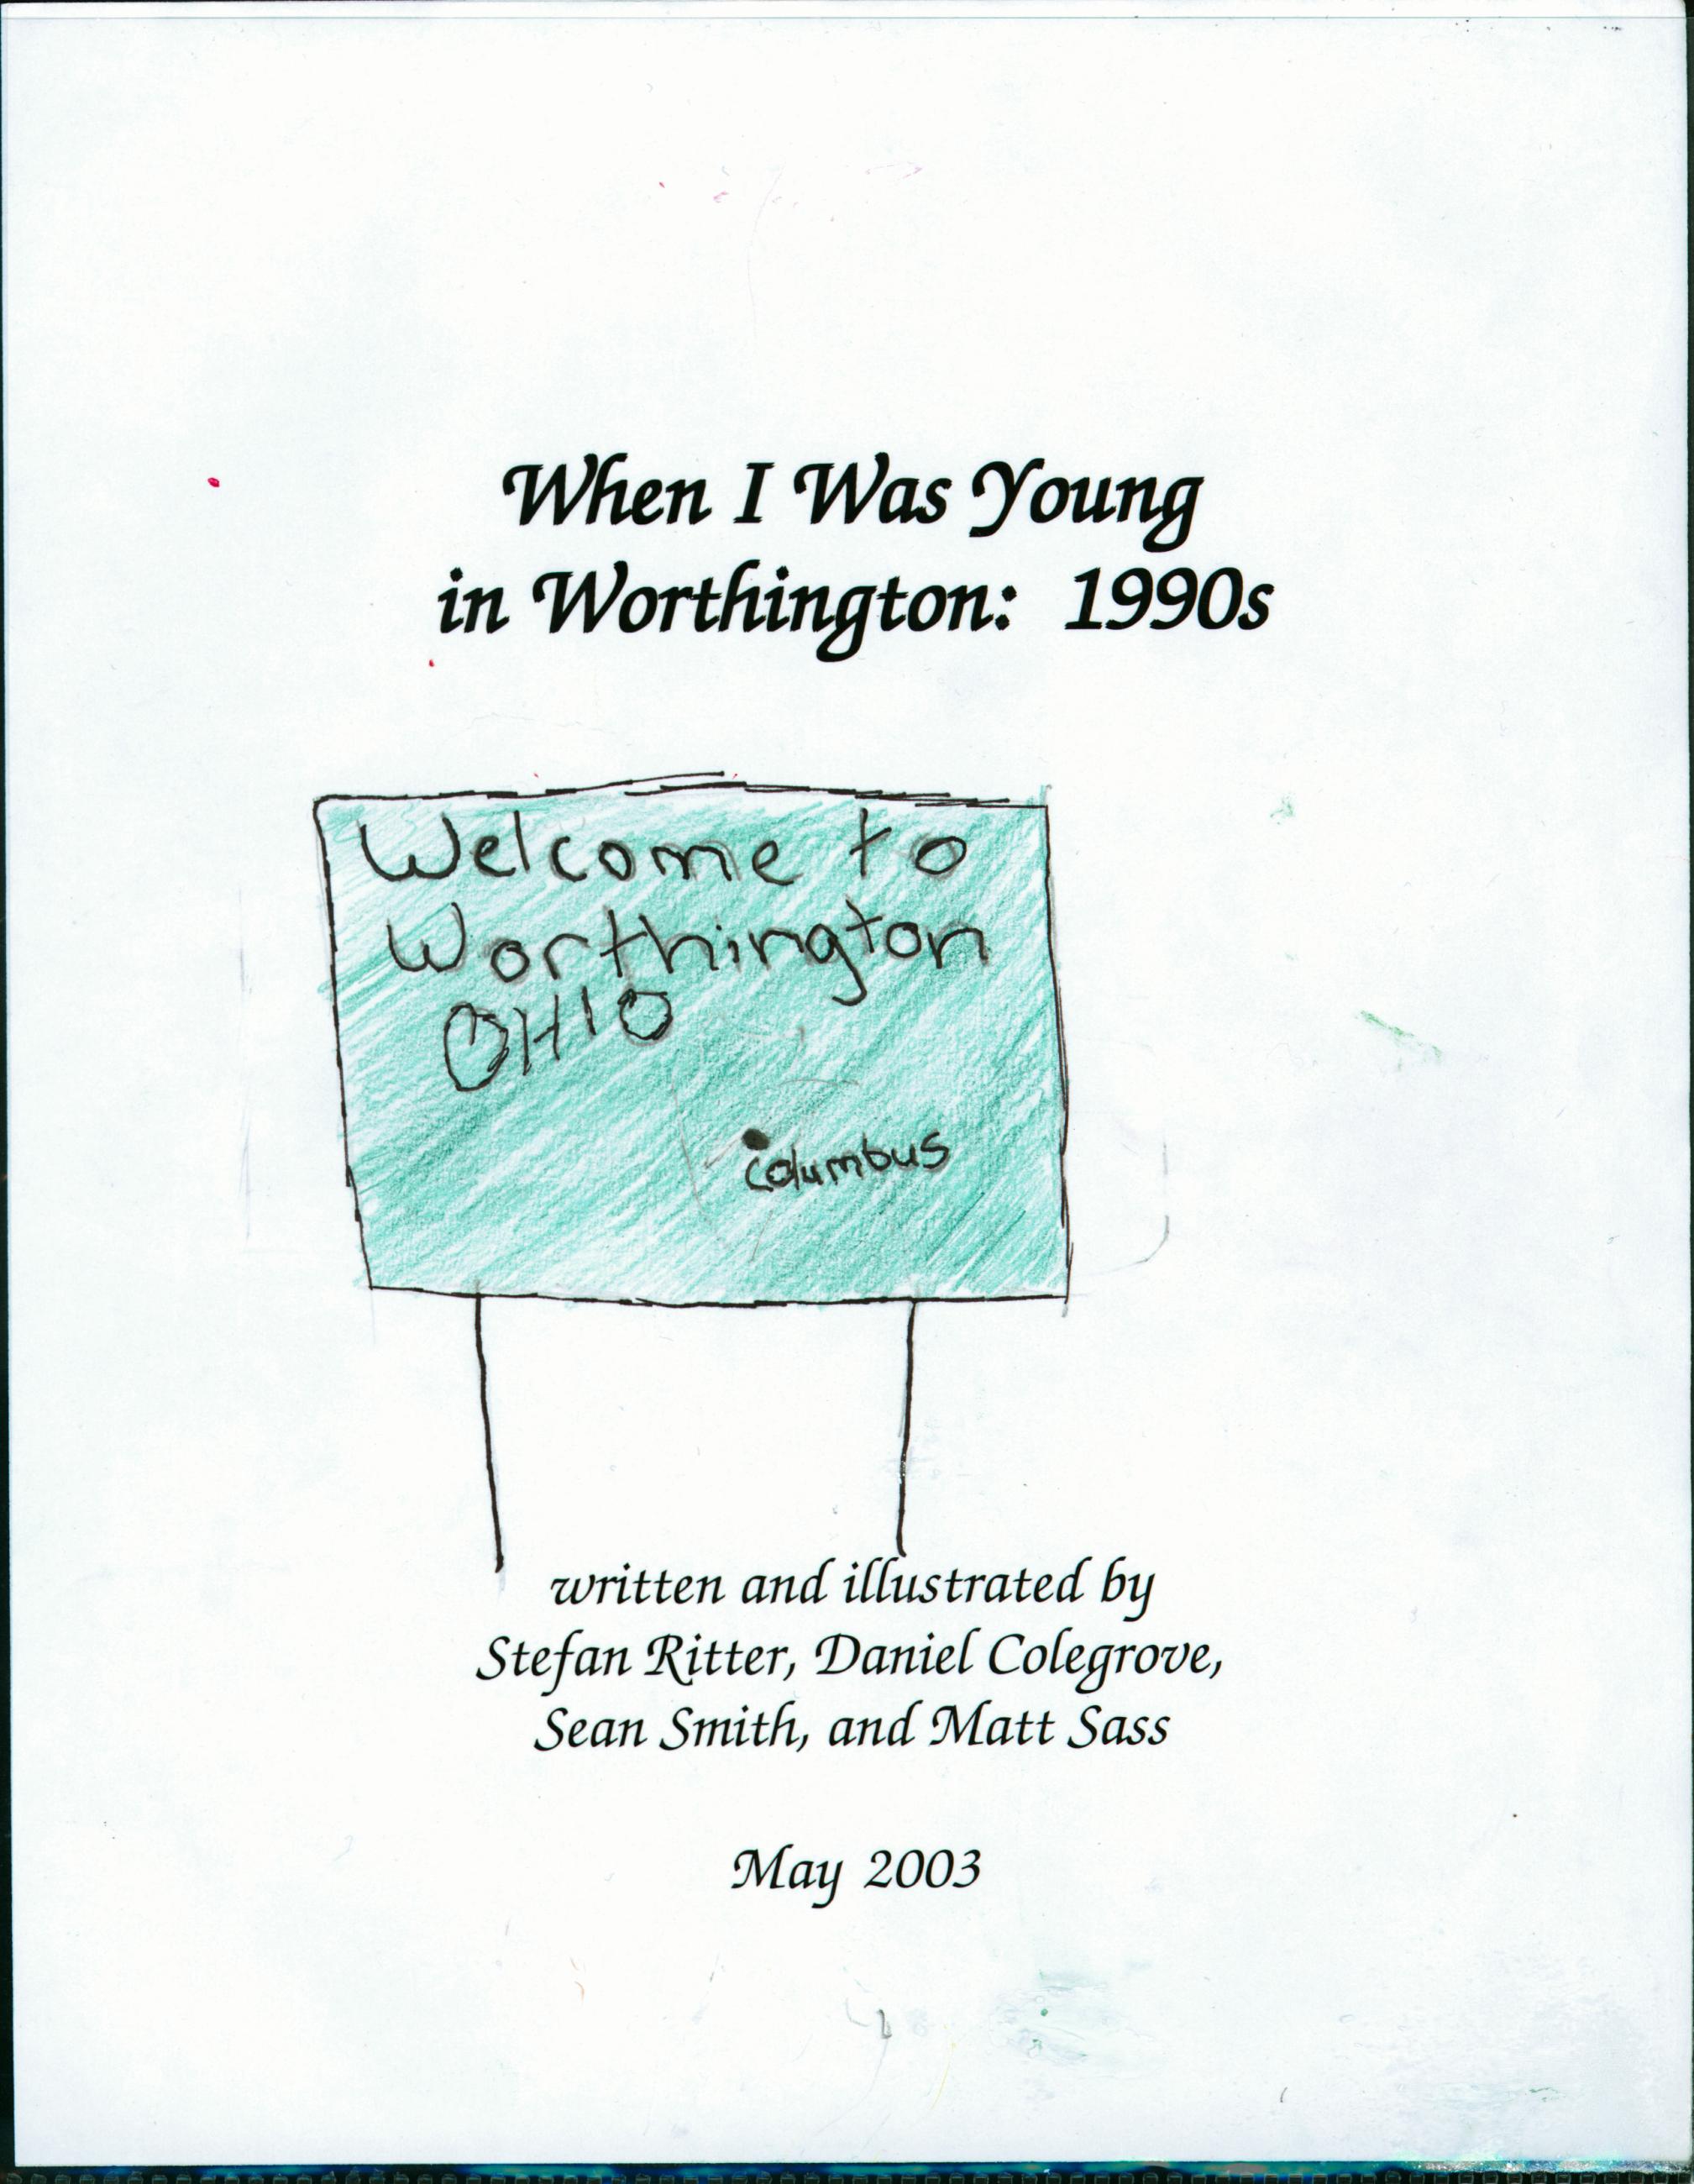 When I Was Young
in Worthington: 1990s
Welcome to
Worthington
OHIO
Columbus
written and illustrated by
Stefan Ritter, Daniel Colegrove,
Sean Smith, and Matt Sass
May 2003